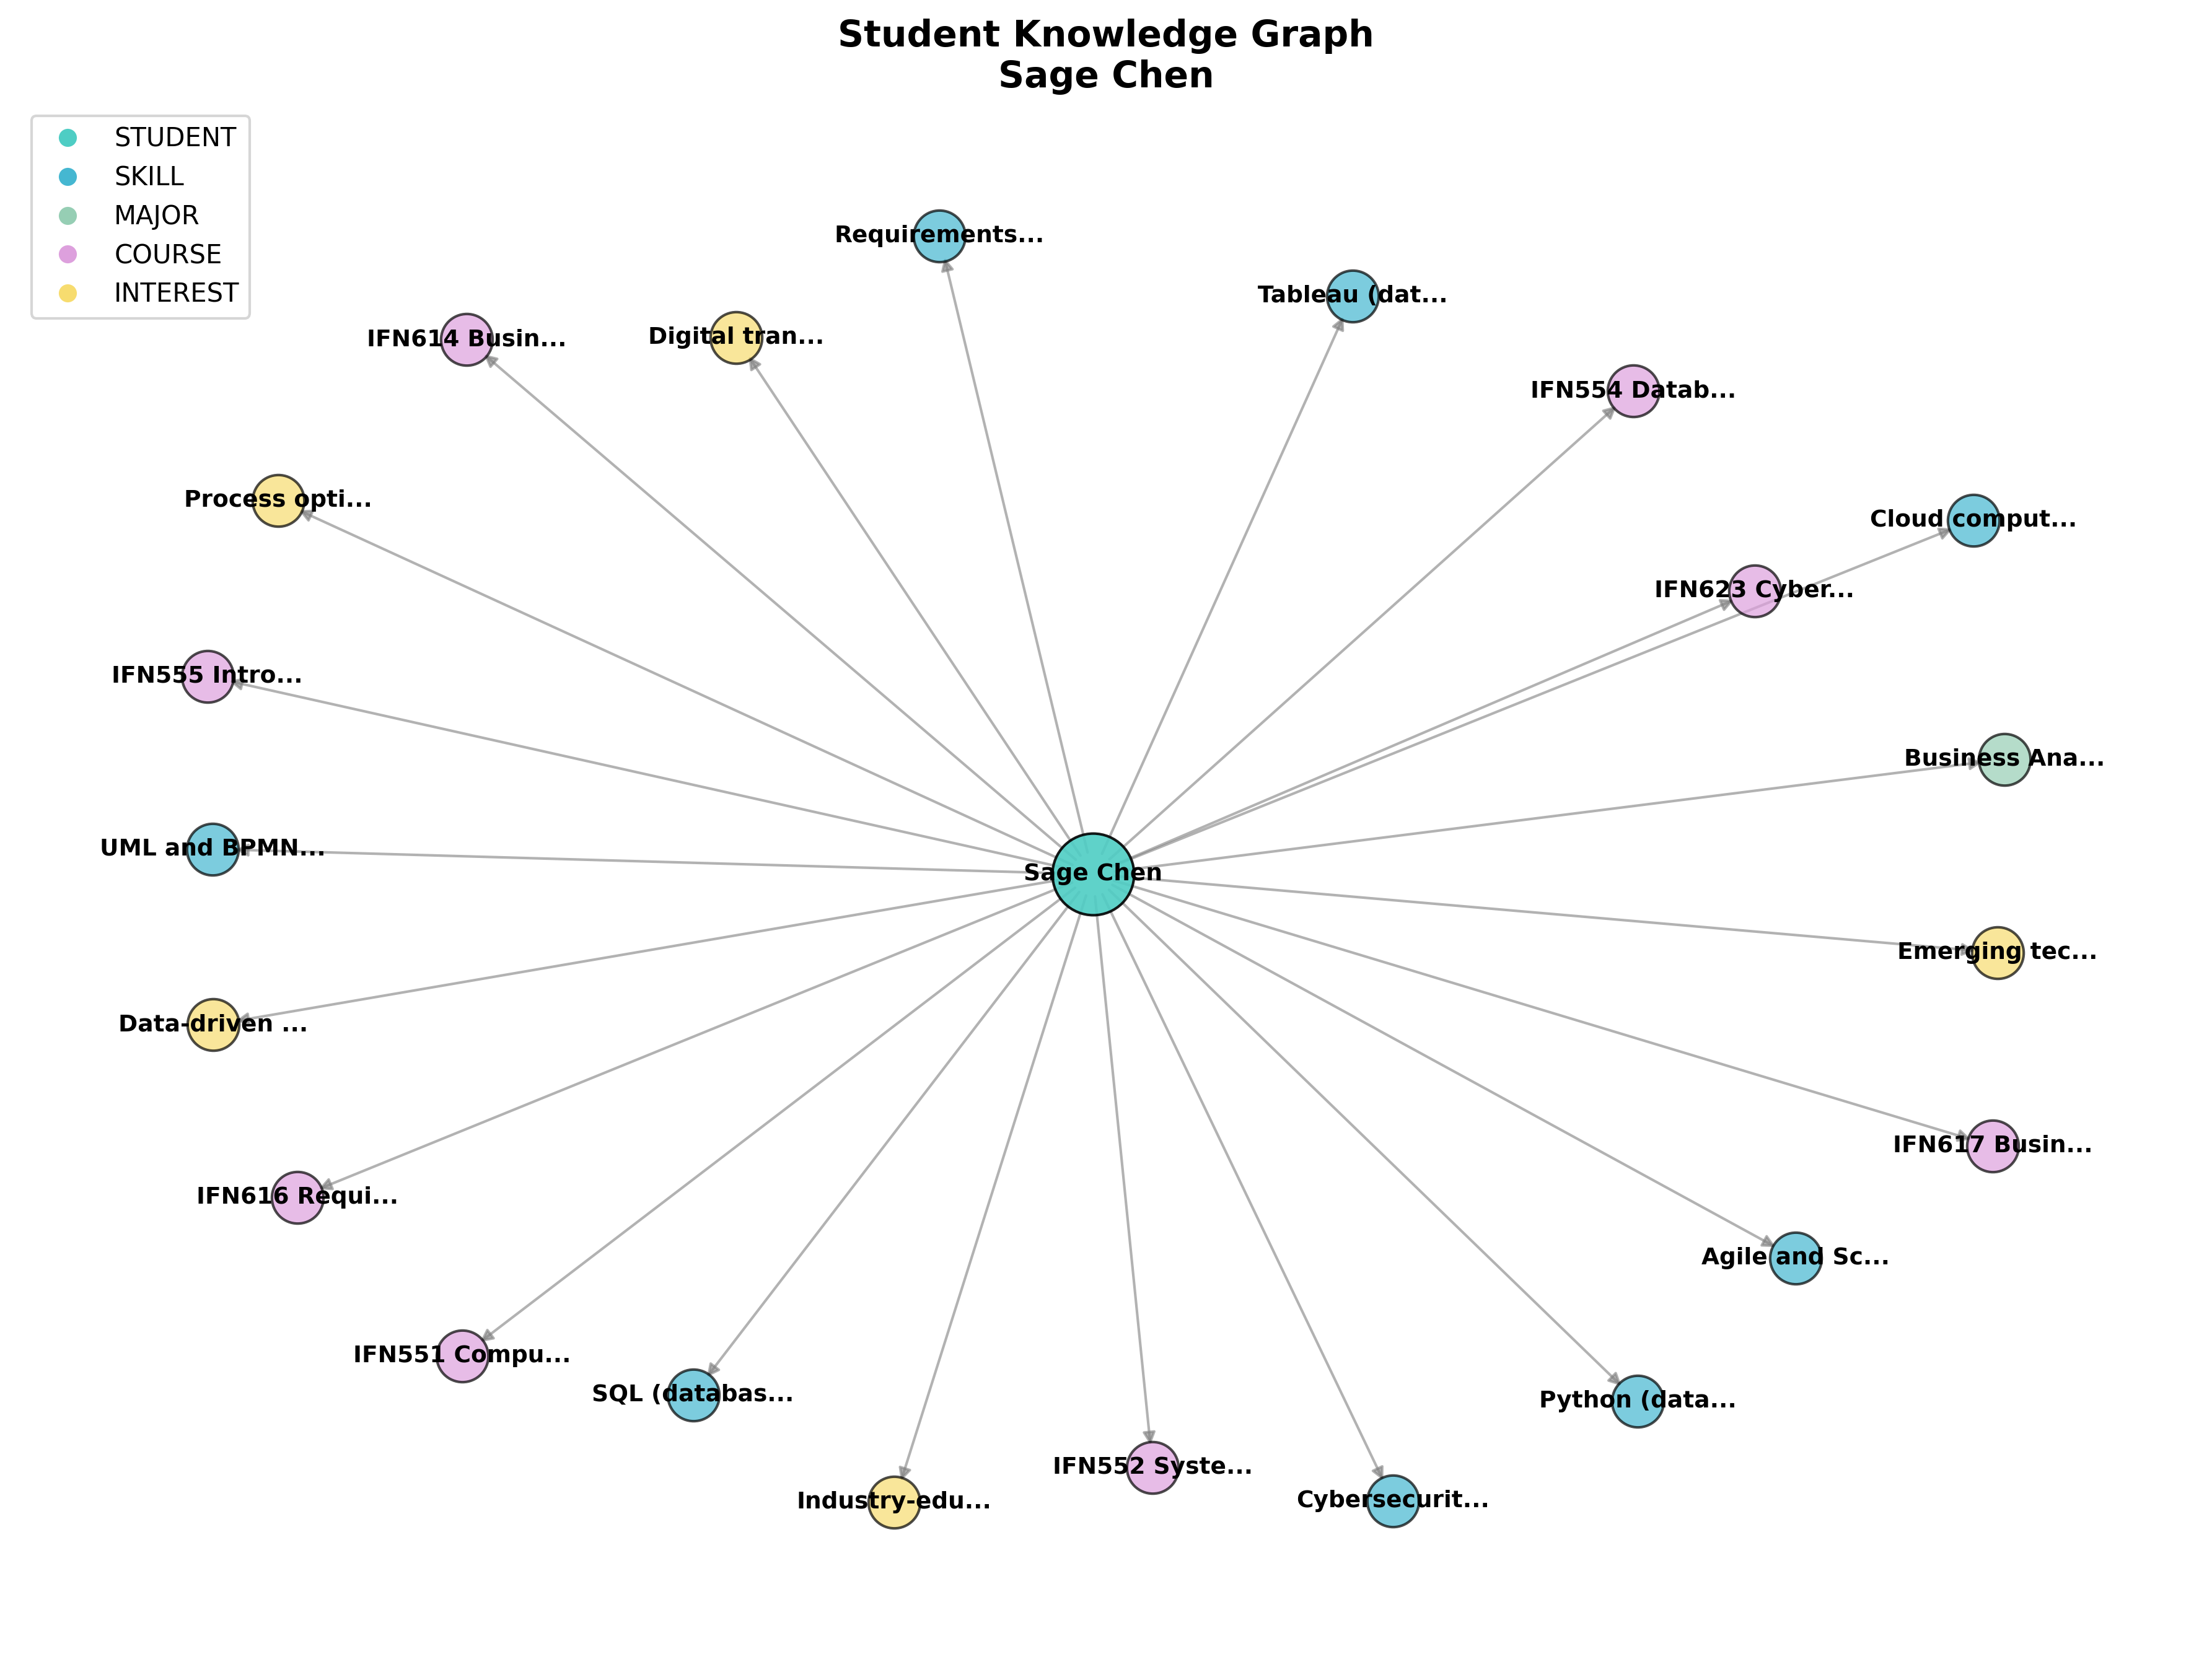 Student Knowledge Graph
Sage Chen
STUDENT
SKILL
MAJOR
COURSE
INTEREST
Requirements...
Tableau (dat...
IFN614 Busin...
Digital tran...
IFN554 Datab...
Process opti...
Cloud comput...
IFN623 Cyber...
IFN555 Intro...
Business Ana...
UML and BPMN...
Sage Chen
Emerging tec...
Data-driven ...
IFN617 Busin...
IFN616 Requi...
Agile and Sc...
IFN551 Compu...
SQL (databas...
Python (data...
IFN552 Syste...
Industry-edu...
Cybersecurit...